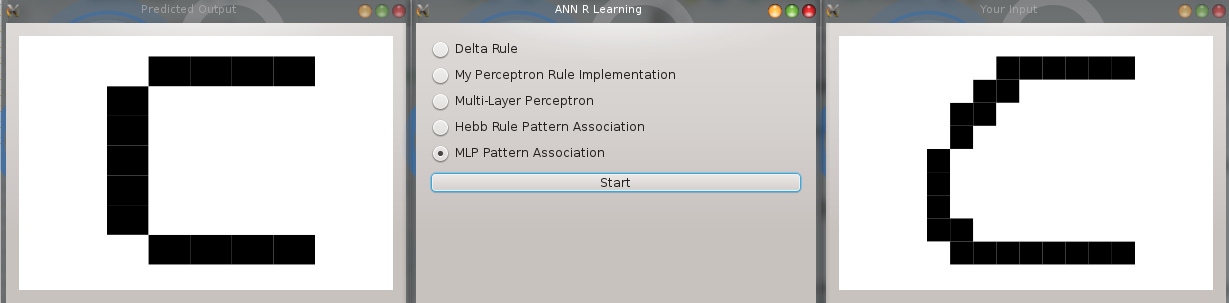 Predicted Output
ANN R Learning
Your Input
Delta Rule
My Perceptron Rule Implementation
Multi-Layer Perceptron
Hebb Rule Pattern Association
MLP Pattern Association
Start